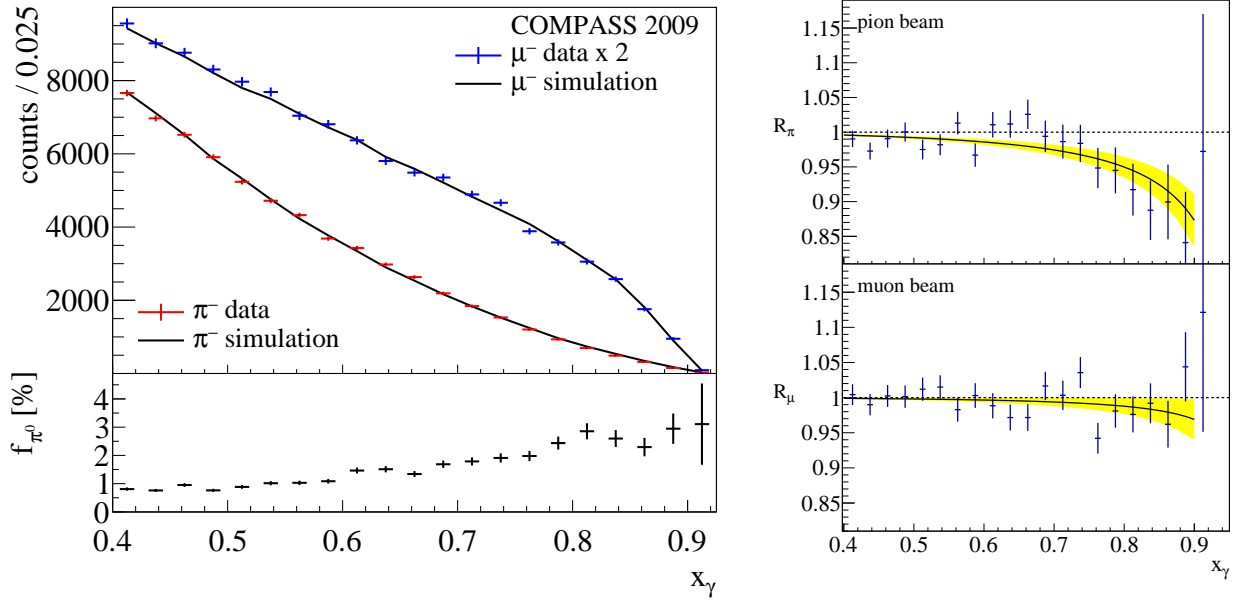 counts / 0.025
8000
6000
4000
2000
COMPASS 2009
μ⁻ data x 2
μ⁻ simulation
π⁻ data
π⁻ simulation
f_π⁰ [%]
4
3
2
1
0
0.4 0.5 0.6 0.7 0.8 0.9
x_γ
pion beam
1.15
1.1
1.05
R_π 1
0.95
0.9
0.85
muon beam
1.15
1.1
1.05
R_μ 1
0.95
0.9
0.85
0.4 0.5 0.6 0.7 0.8 0.9
x_γ